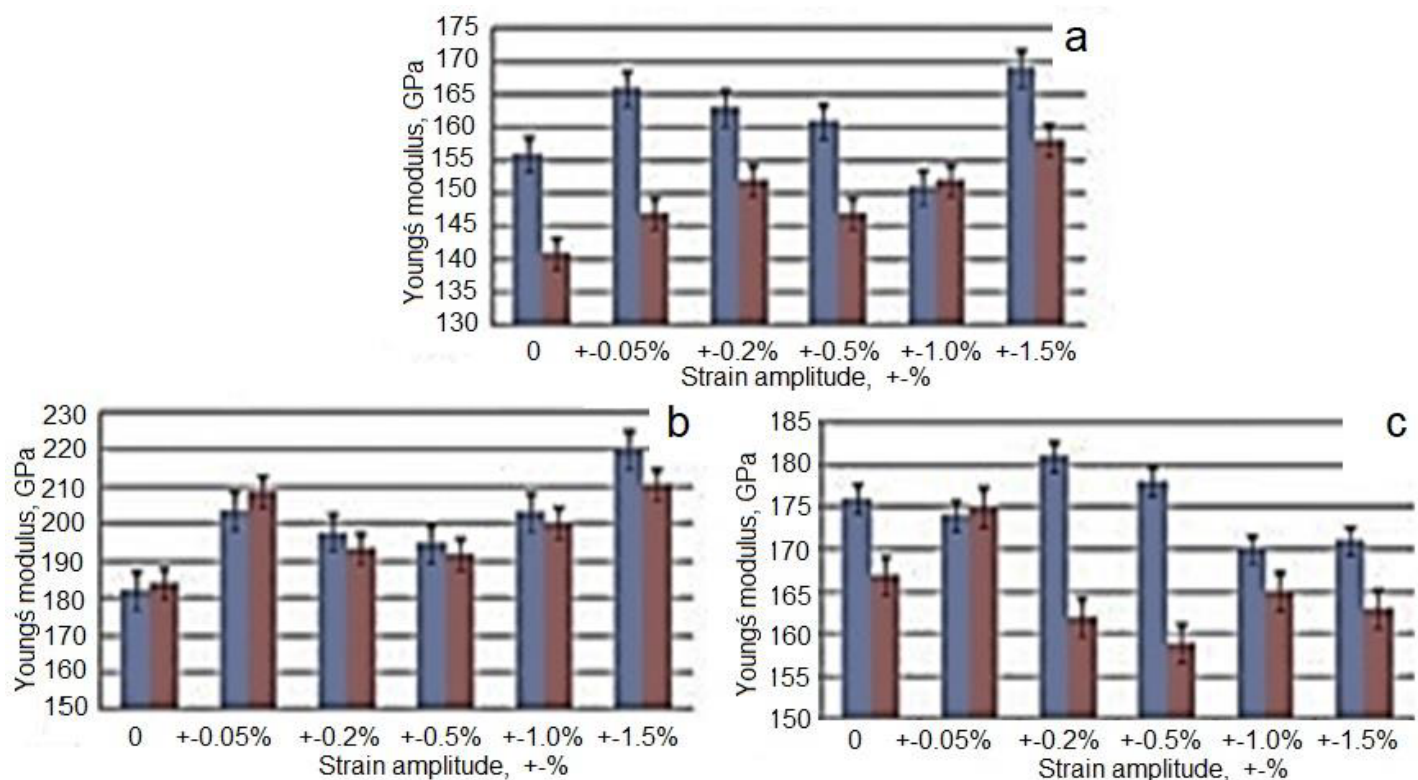 a
Youngś modulus, GPa
175
170
165
160
155
150
145
140
135
130
0 +-0.05% +-0.2% +-0.5% +-1.0% +-1.5%
Strain amplitude, +-%
b
Youngś modulus, GPa
230
220
210
200
190
180
170
160
150
0 +-0.05% +-0.2% +-0.5% +-1.0% +-1.5%
Strain amplitude, +-%
c
Youngś modulus, GPa
185
180
175
170
165
160
155
150
0 +-0.05% +-0.2% +-0.5% +-1.0% +-1.5%
Strain amplitude, +-%